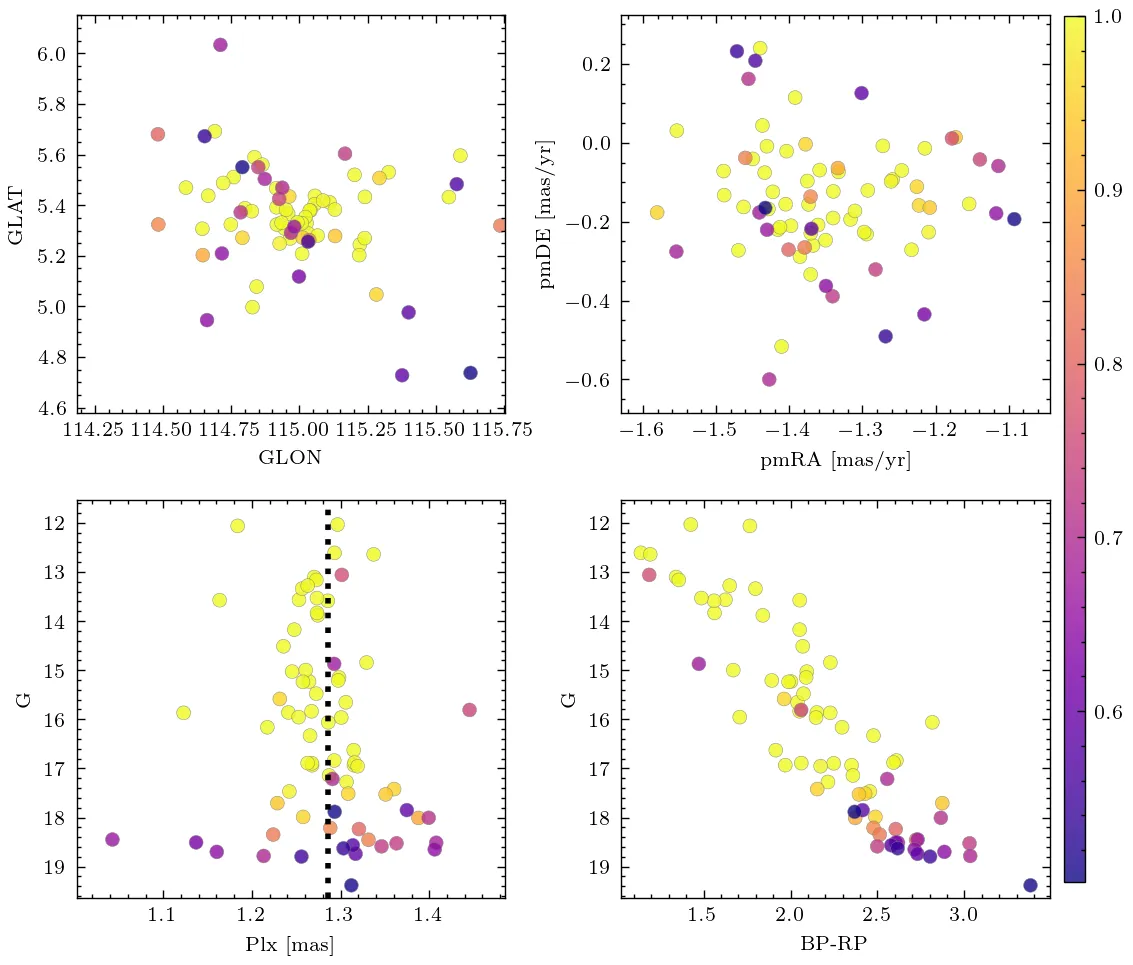 6.0
5.8
5.6
5.4
5.2
5.0
4.8
4.6
GLAT
114.25 114.50 114.75 115.00 115.25 115.50 115.75
GLON
0.2
0.0
−0.2
−0.4
−0.6
pmDE [mas/yr]
−1.6 −1.5 −1.4 −1.3 −1.2 −1.1
pmRA [mas/yr]
12
13
14
15
16
17
18
19
G
1.1 1.2 1.3 1.4
Plx [mas]
12
13
14
15
16
17
18
19
G
1.5 2.0 2.5 3.0
BP-RP
1.0
0.9
0.8
0.7
0.6